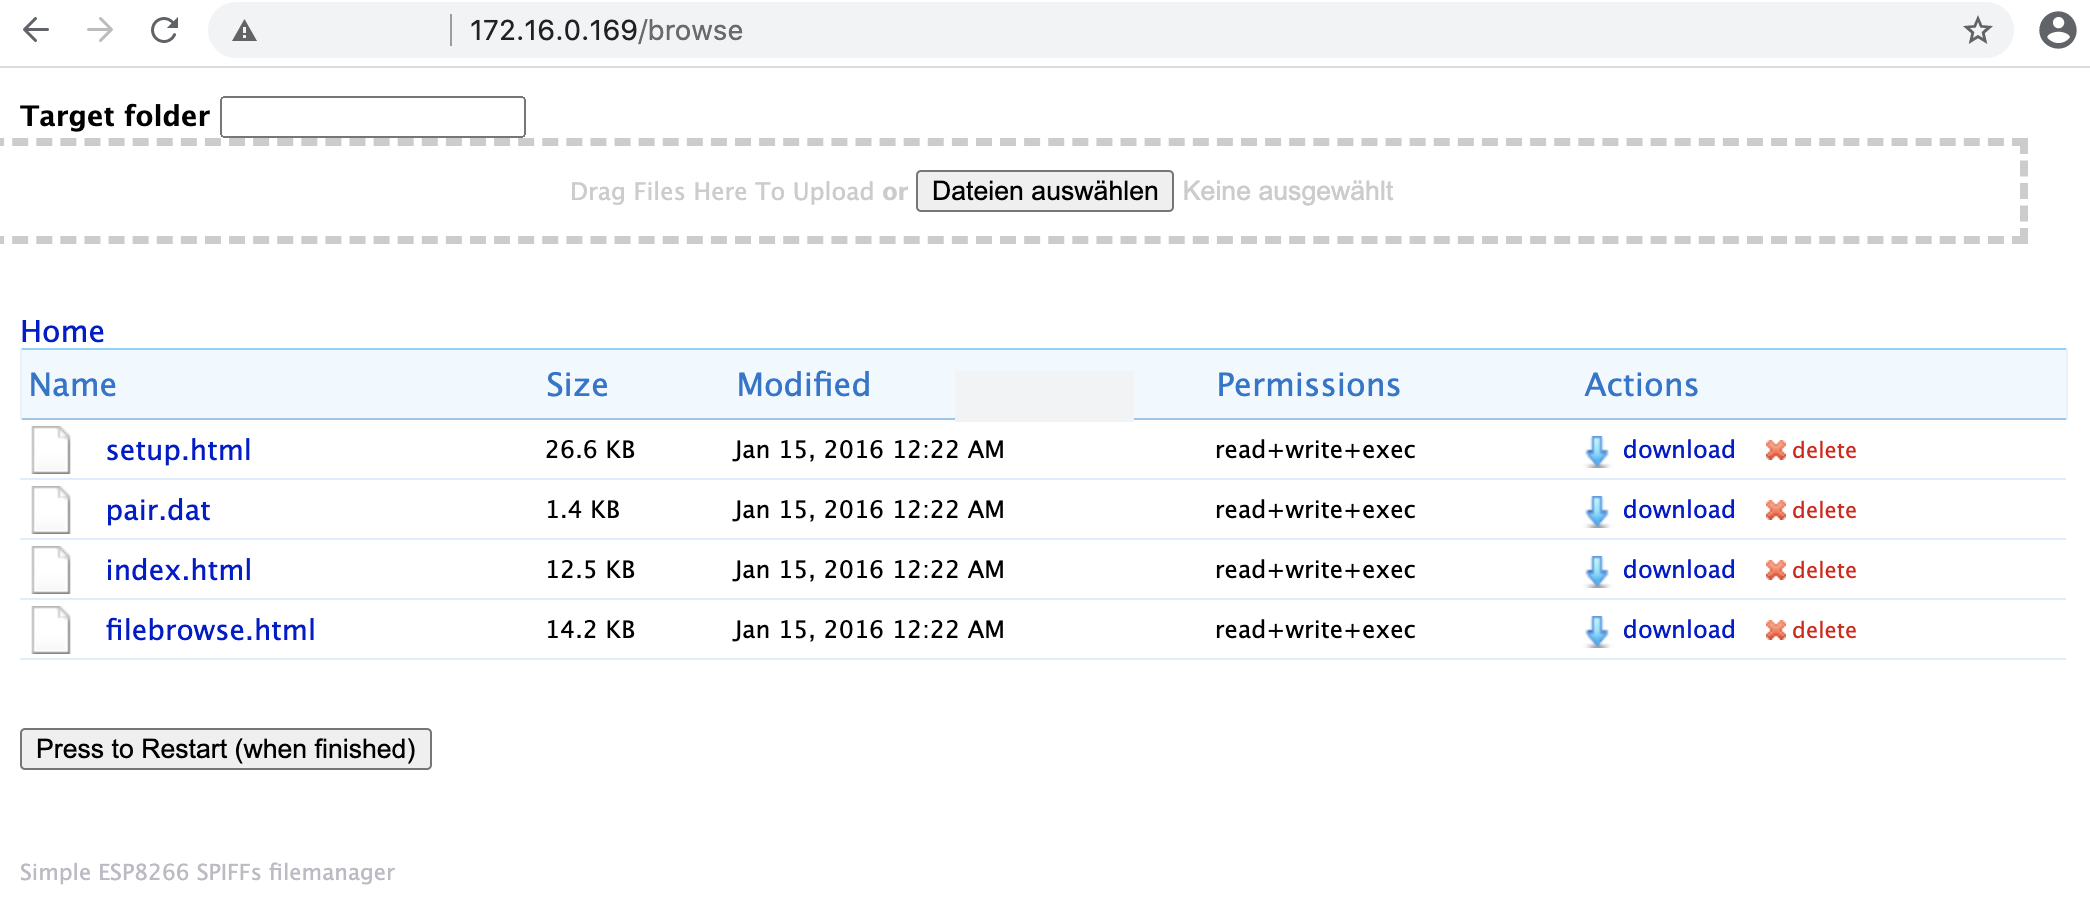 172.16.0.169/browse
Target folder
Drag Files Here To Upload or Dateien auswählen Keine ausgewählt
Home
Name Size Modified Permissions Actions
setup.html 26.6 KB Jan 15, 2016 12:22 AM read+write+exec download delete
pair.dat 1.4 KB Jan 15, 2016 12:22 AM read+write+exec download delete
index.html 12.5 KB Jan 15, 2016 12:22 AM read+write+exec download delete
filebrowse.html 14.2 KB Jan 15, 2016 12:22 AM read+write+exec download delete
Press to Restart (when finished)
Simple ESP8266 SPIFFs filemanager